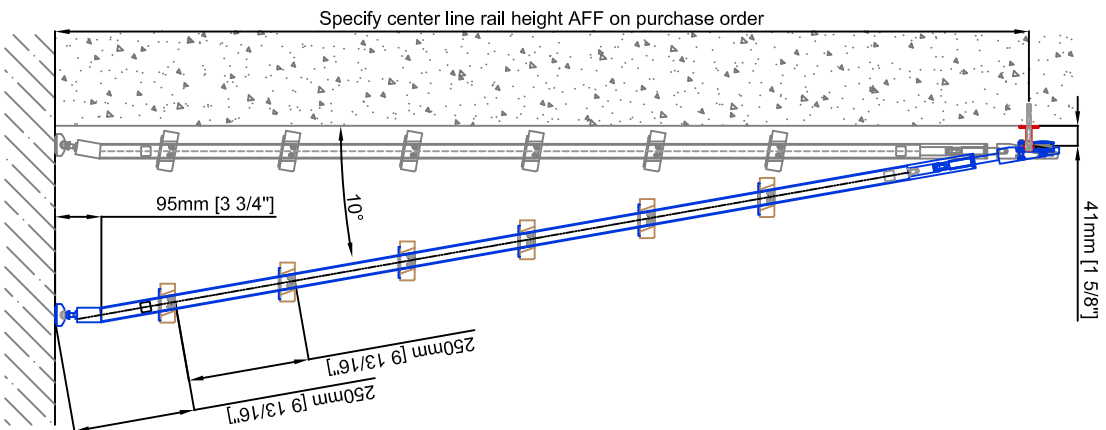 Specify center line rail height AFF on purchase order
95mm [3 3/4"]
10°
41mm [1 5/8"]
250mm [9 13/16"]
250mm [9 13/16"]